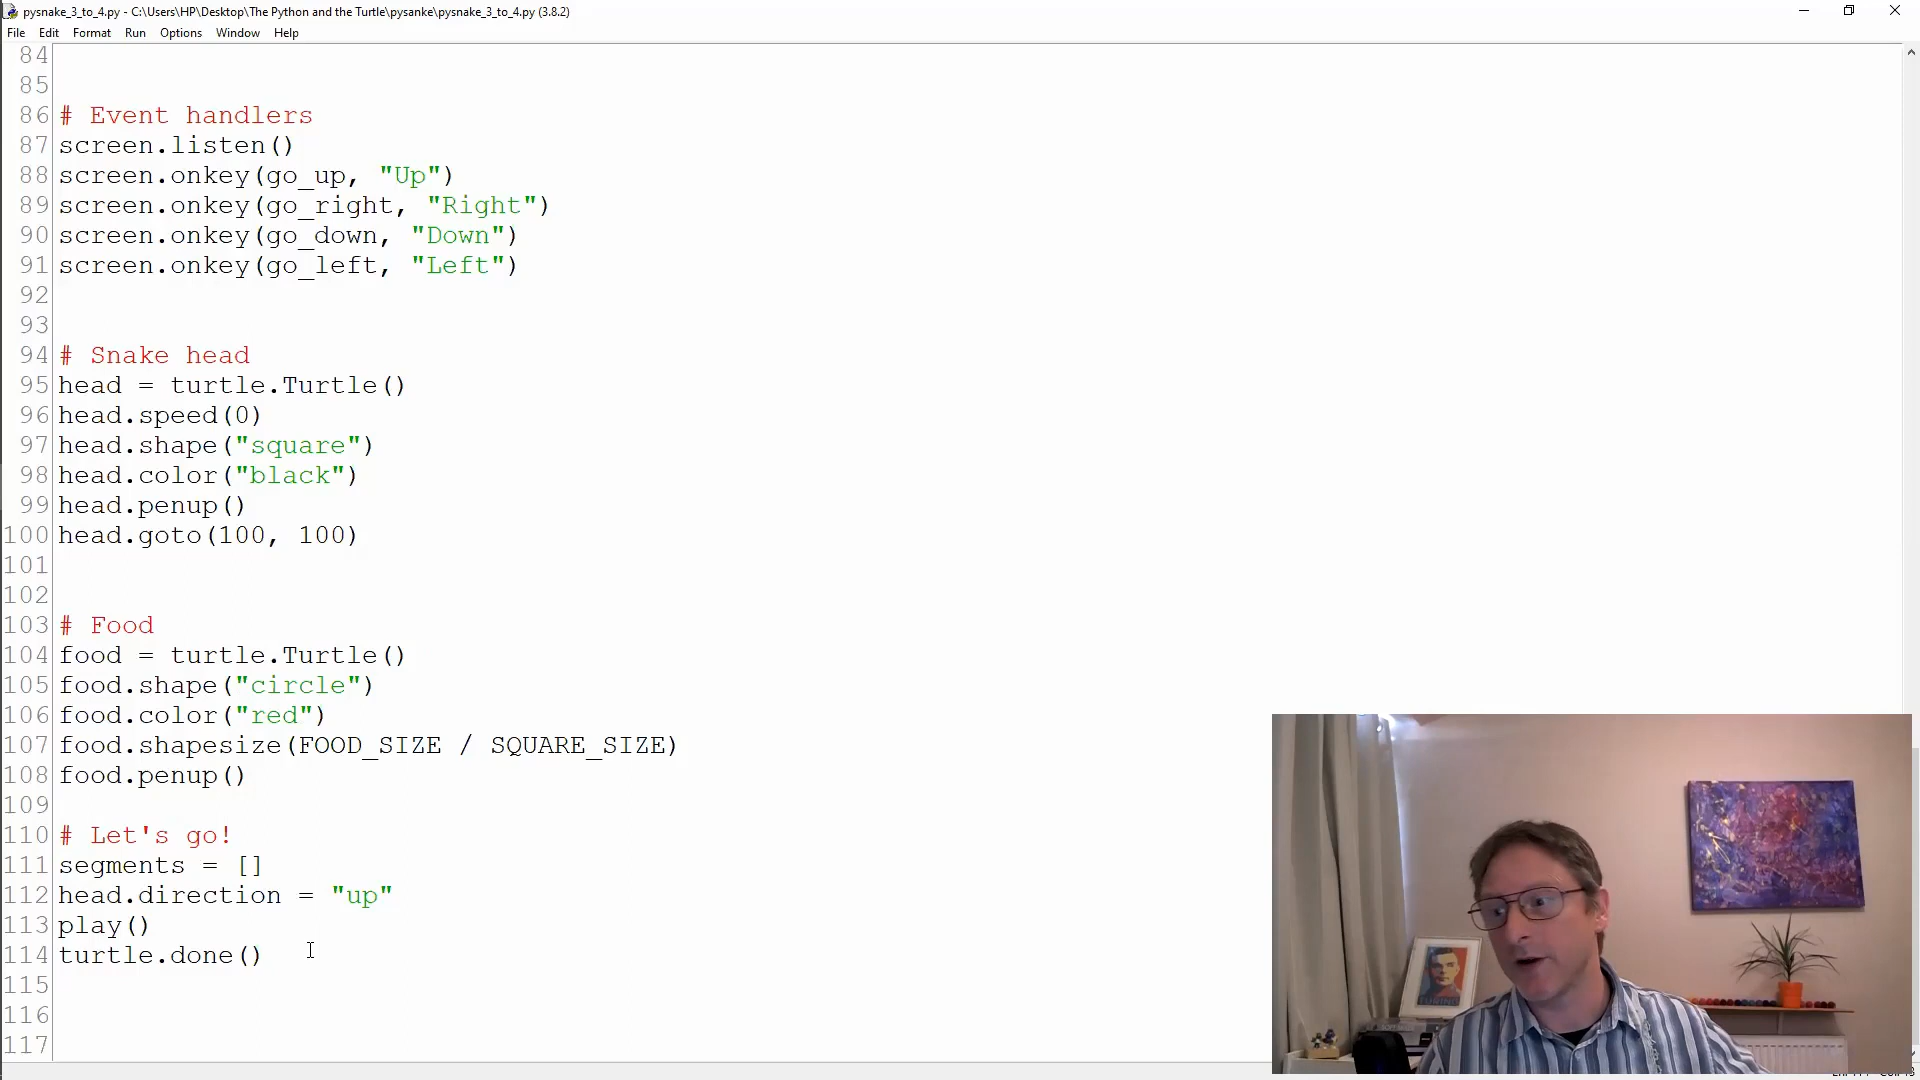 pysnake_3_to_4.py - C:\Users\HP\Desktop\The Python and the Turtle\pysanke\pysnake_3_to_4.py (3.8.2)
File Edit Format Run Options Window Help
84
85
86 # Event handlers
87 screen.listen()
88 screen.onkey(go_up, "Up")
89 screen.onkey(go_right, "Right")
90 screen.onkey(go_down, "Down")
91 screen.onkey(go_left, "Left")
92
93
94 # Snake head
95 head = turtle.Turtle()
96 head.speed(0)
97 head.shape("square")
98 head.color("black")
99 head.penup()
100 head.goto(100, 100)
101
102
103 # Food
104 food = turtle.Turtle()
105 food.shape("circle")
106 food.color("red")
107 food.shapesize(FOOD_SIZE / SQUARE_SIZE)
108 food.penup()
109
110 # Let's go!
111 segments = []
112 head.direction = "up"
113 play()
114 turtle.done()
115
116
117
TURING